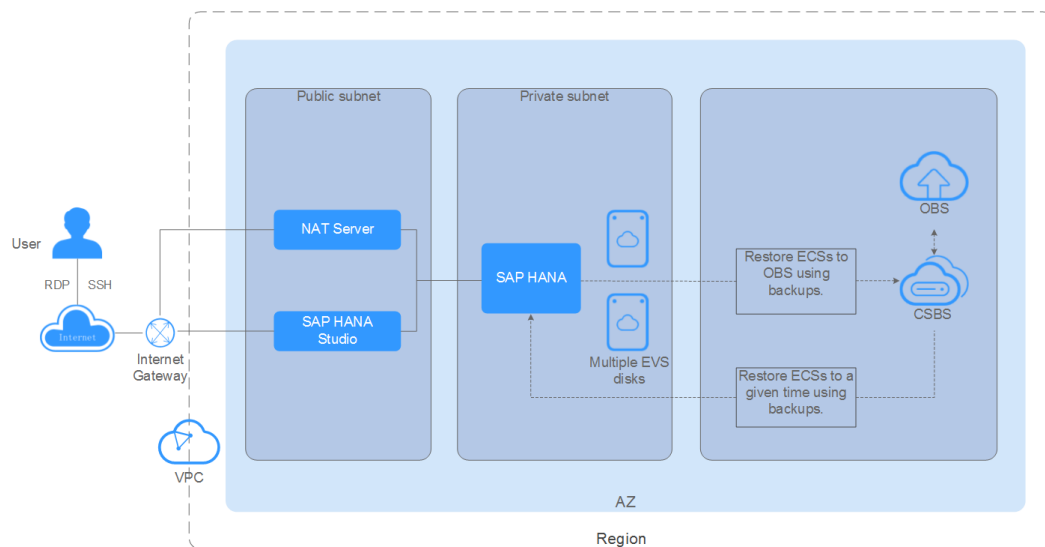 Public subnet
Private subnet
User
RDP
SSH
Internet
Internet
Gateway
VPC
NAT Server
SAP HANA
Studio
SAP HANA
Multiple EVS
disks
Restore ECSs to
OBS using
backups.
Restore ECSs to a
given time using
backups.
OBS
CSBS
AZ
Region